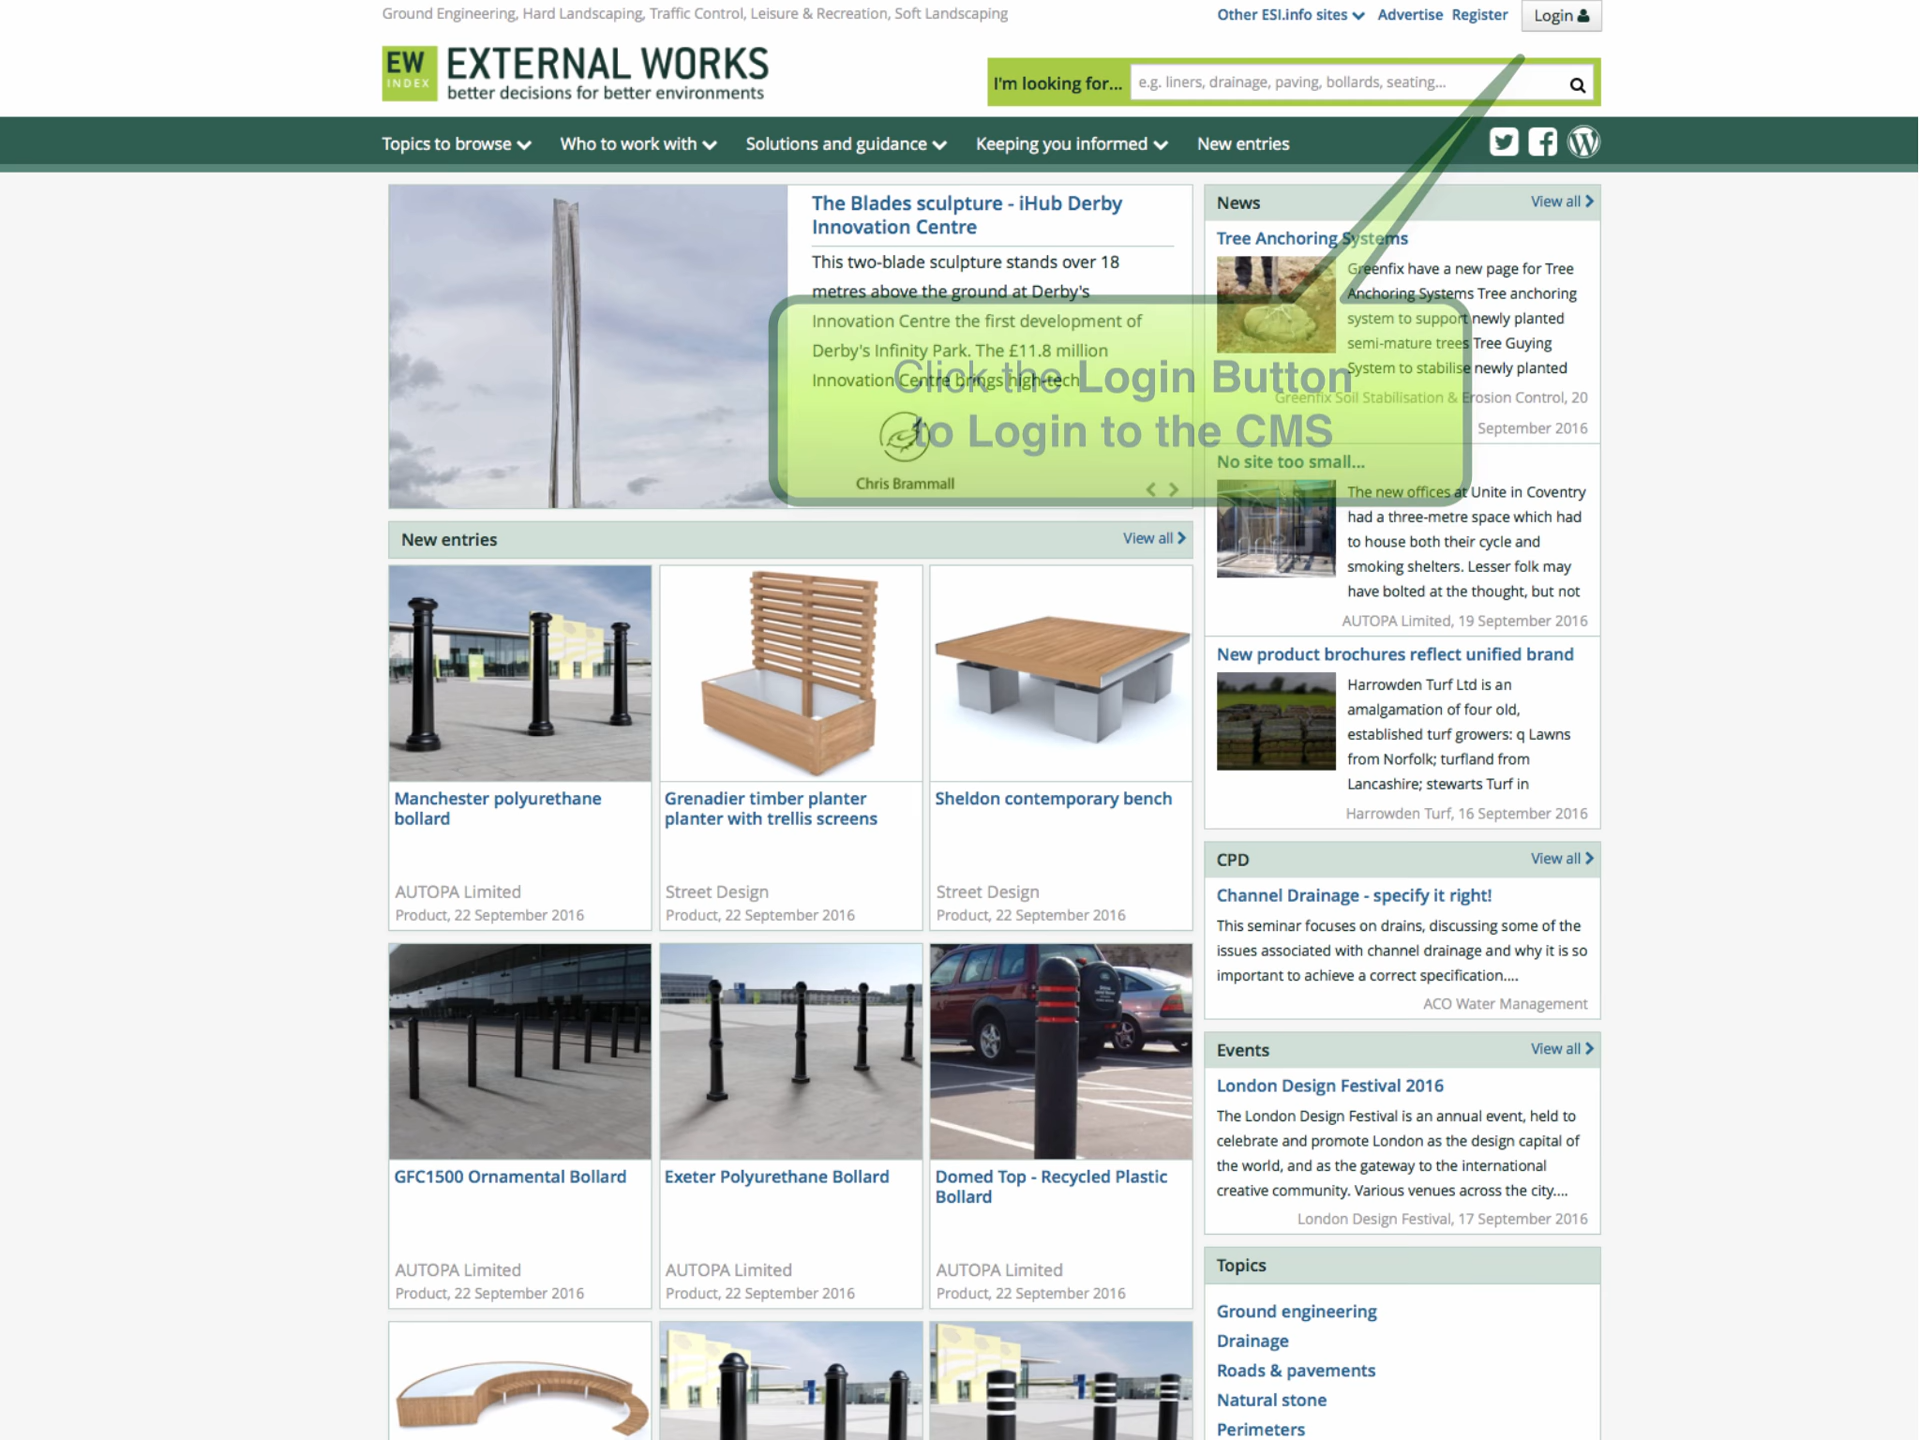 Ground Engineering, Hard Landscaping, Traffic Control, Leisure & Recreation, Soft Landscaping
Other ESI.info sites
Advertise
Register
Login
EW
INDEX
EXTERNAL WORKS
better decisions for better environments
I'm looking for...
e.g. liners, drainage, paving, bollards, seating...
Topics to browse
Who to work with
Solutions and guidance
Keeping you informed
New entries
The Blades sculpture - iHub Derby
Innovation Centre
This two-blade sculpture stands over 18
metres above the ground at Derby's
Innovation Centre the first development of
Derby's Infinity Park. The £11.8 million
Innovation Centre brings high-tech
Chris Brammall
Click the Login Button
to Login to the CMS
News
View all
Tree Anchoring Systems
Greenfix have a new page for Tree
Anchoring Systems Tree anchoring
system to support newly planted
semi-mature trees Tree Guying
System to stabilise newly planted
Greenfix Soil Stabilisation & Erosion Control, 20
September 2016
No site too small...
The new offices at Unite in Coventry
had a three-metre space which had
to house both their cycle and
smoking shelters. Lesser folk may
have bolted at the thought, but not
AUTOPA Limited, 19 September 2016
New product brochures reflect unified brand
Harrowden Turf Ltd is an
amalgamation of four old,
established turf growers: q Lawns
from Norfolk; turfland from
Lancashire; stewarts Turf in
Harrowden Turf, 16 September 2016
New entries
View all
Manchester polyurethane
bollard
AUTOPA Limited
Product, 22 September 2016
Grenadier timber planter
planter with trellis screens
Street Design
Product, 22 September 2016
Sheldon contemporary bench
Street Design
Product, 22 September 2016
GFC1500 Ornamental Bollard
AUTOPA Limited
Product, 22 September 2016
Exeter Polyurethane Bollard
AUTOPA Limited
Product, 22 September 2016
Domed Top - Recycled Plastic
Bollard
AUTOPA Limited
Product, 22 September 2016
CPD
View all
Channel Drainage - specify it right!
This seminar focuses on drains, discussing some of the
issues associated with channel drainage and why it is so
important to achieve a correct specification....
ACO Water Management
Events
View all
London Design Festival 2016
The London Design Festival is an annual event, held to
celebrate and promote London as the design capital of
the world, and as the gateway to the international
creative community. Various venues across the city....
London Design Festival, 17 September 2016
Topics
Ground engineering
Drainage
Roads & pavements
Natural stone
Perimeters